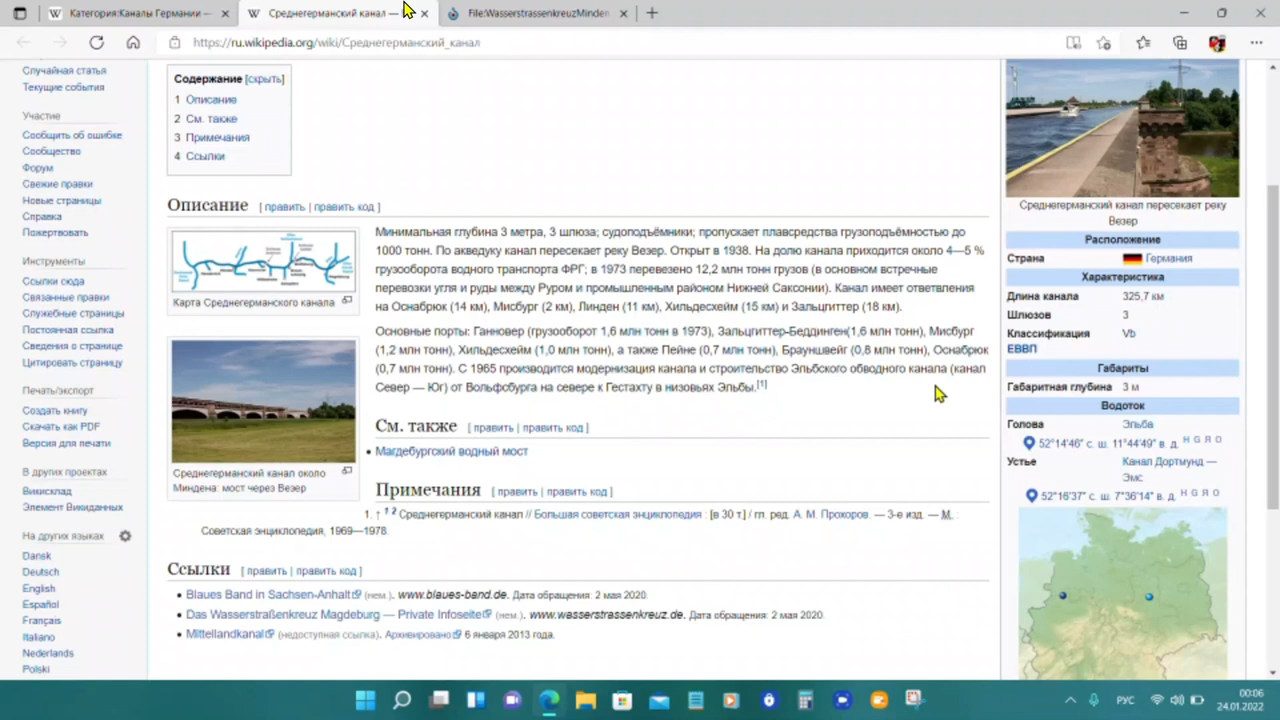 Категория:Каналы Германии —
Среднегерманский канал —
File:WasserstrassenkreuzMinden
https://ru.wikipedia.org/wiki/Среднегерманский_канал
Случайная статья
Текущие события
Участие
Сообщить об ошибке
Сообщество
Форум
Свежие правки
Новые страницы
Справка
Пожертвовать
Инструменты
Ссылки сюда
Связанные правки
Служебные страницы
Постоянная ссылка
Сведения о странице
Цитировать страницу
Печать/экспорт
Создать книгу
Скачать как PDF
Версия для печати
В других проектах
Викисклад
Элемент Викиданных
На других языках
Dansk
Deutsch
English
Español
Français
Italiano
Nederlands
Polski
Содержание [скрыть]
1 Описание
2 См. также
3 Примечания
4 Ссылки
Описание [ править | править код ]
Карта Среднегерманского канала
Среднегерманский канал около
Миндена: мост через Везер
Минимальная глубина 3 метра, 3 шлюза; судоподъёмники; пропускает плавсредства грузоподъёмностью до
1000 тонн. По акведуку канал пересекает реку Везер. Открыт в 1938. На долю канала приходится около 4—5 %
грузооборота водного транспорта ФРГ; в 1973 перевезено 12,2 млн тонн грузов (в основном встречные
перевозки угля и руды между Руром и промышленным районом Нижней Саксонии). Канал имеет ответвления
на Оснабрюк (14 км), Мисбург (2 км), Линден (11 км), Хильдесхейм (15 км) и Зальцгиттер (18 км).
Основные порты: Ганновер (грузооборот 1,6 млн тонн в 1973), Зальцгиттер-Беддинген(1,6 млн тонн), Мисбург
(1,2 млн тонн), Хильдесхейм (1,0 млн тонн), а также Пейне (0,7 млн тонн), Брауншвейг (0,8 млн тонн), Оснабрюк
(0,7 млн тонн). С 1965 производится модернизация канала и строительство Эльбского обводного канала (канал
Север — Юг) от Вольфсбурга на севере к Гестахту в низовьях Эльбы.[1]
См. также [ править | править код ]
• Магдебургский водный мост
Примечания [ править | править код ]
1. ↑ 1 2 Среднегерманский канал // Большая советская энциклопедия : [в 30 т.] / гл. ред. А. М. Прохоров. — 3-е изд. — М. :
Советская энциклопедия, 1969—1978.
Ссылки [ править | править код ]
• Blaues Band in Sachsen-Anhalt (нем.). www.blaues-band.de. Дата обращения: 2 мая 2020.
• Das Wasserstraßenkreuz Magdeburg — Private Infoseite (нем.). www.wasserstrassenkreuz.de. Дата обращения: 2 мая 2020.
• Mittellandkanal (недоступная ссылка). Архивировано 6 января 2013 года.
Среднегерманский канал пересекает реку
Везер
Расположение
Страна Германия
Характеристика
Длина канала 325,7 км
Шлюзов 3
Классификация Vb
ЕВВП
Габариты
Габаритная глубина 3 м
Водоток
Голова Эльба
52°14′46″ с. ш. 11°44′49″ в. д. H G Я O
Устье Канал Дортмунд —
Эмс
52°16′37″ с. ш. 7°36′14″ в. д. H G Я O
РУС
00:06
24.01.2022